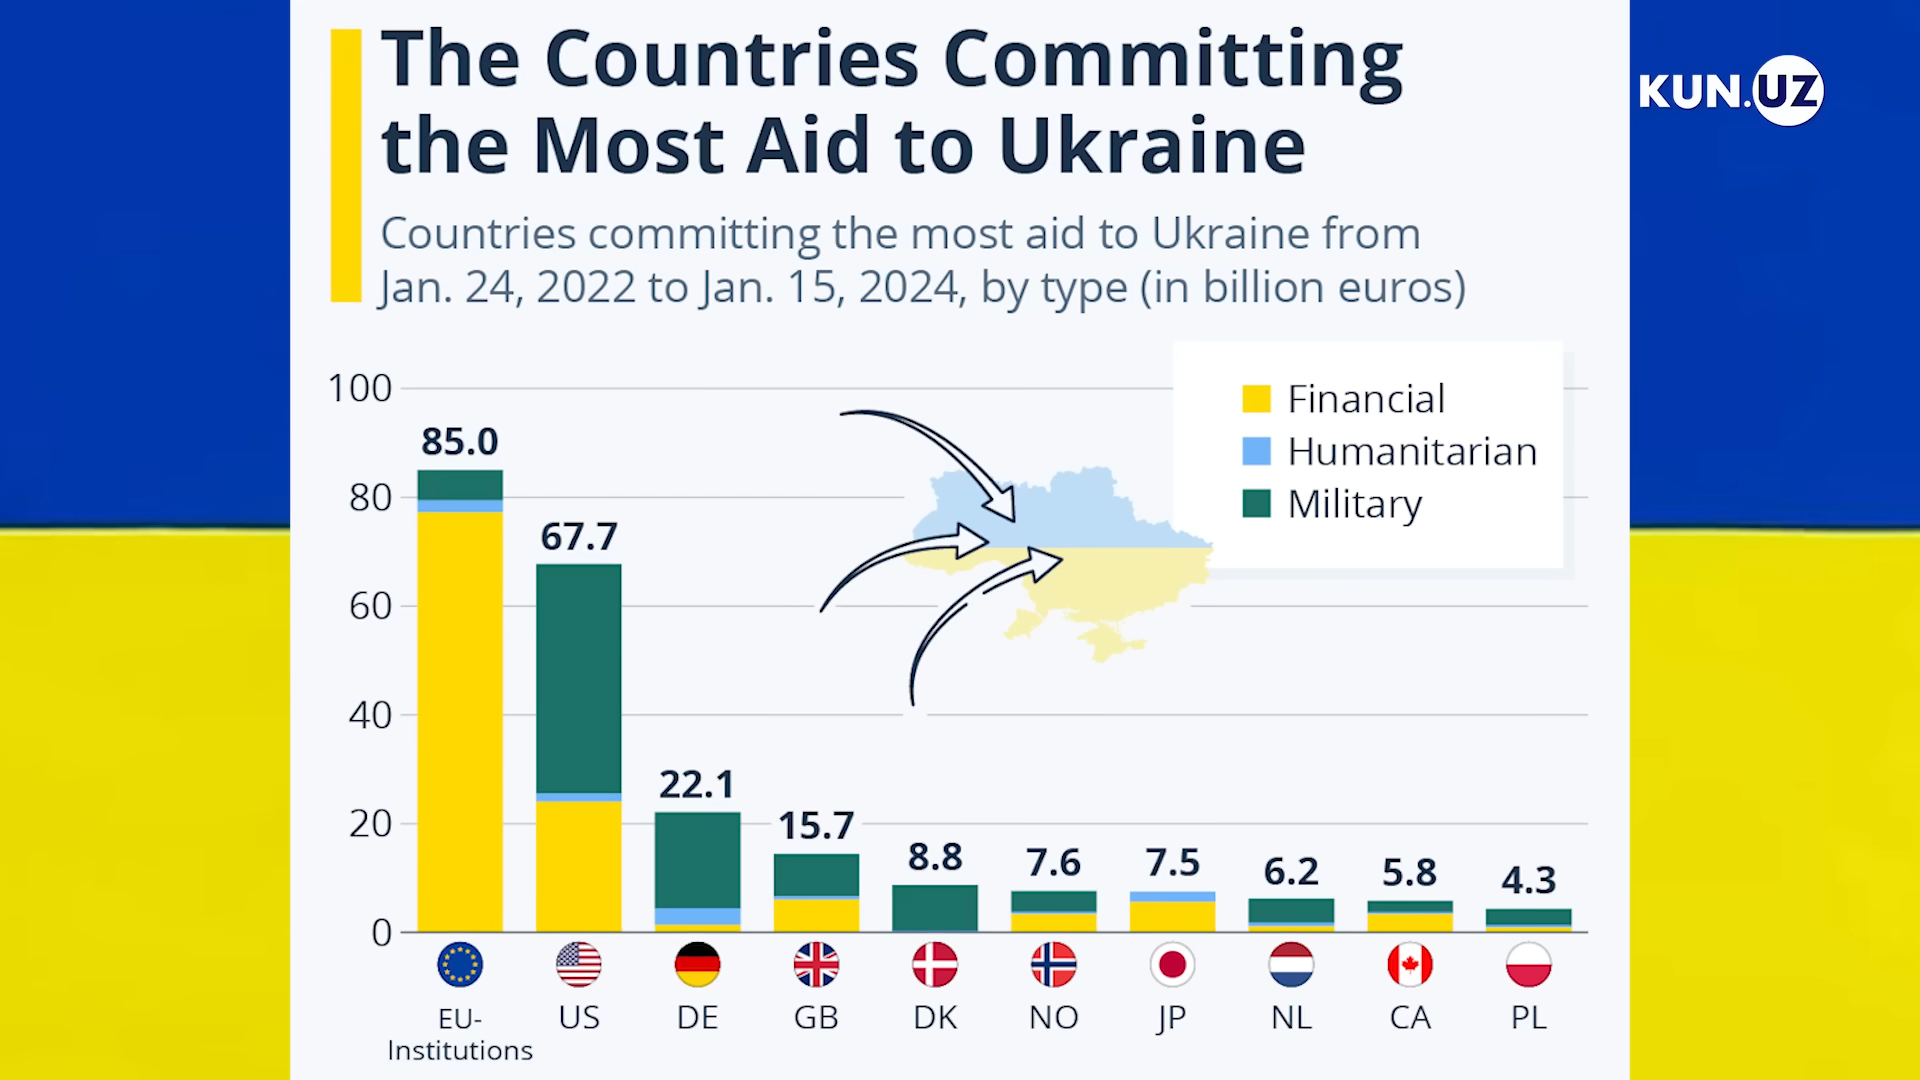 The Countries Committing
the Most Aid to Ukraine
KUN.UZ
Countries committing the most aid to Ukraine from
Jan. 24, 2022 to Jan. 15, 2024, by type (in billion euros)
Financial
Humanitarian
Military
100
80
60
40
20
0
85.0
67.7
22.1
15.7
8.8
7.6
7.5
6.2
5.8
4.3
EU-
Institutions
US
DE
GB
DK
NO
JP
NL
CA
PL